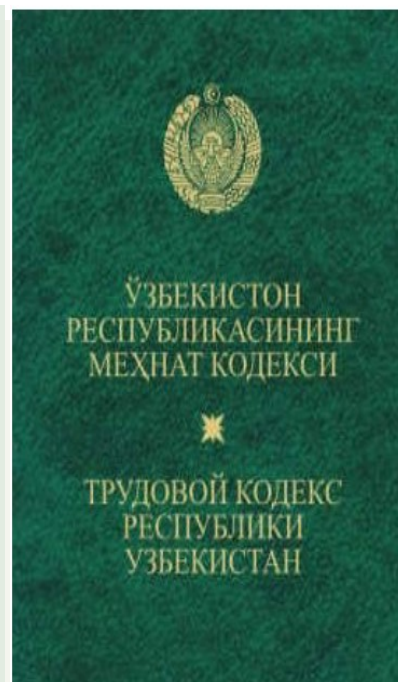 ЎЗБЕКИСТОН
РЕСПУБЛИКАСИНИНГ
МЕҲНАТ КОДЕКСИ
ТРУДОВОЙ КОДЕКС
РЕСПУБЛИКИ
УЗБЕКИСТАН